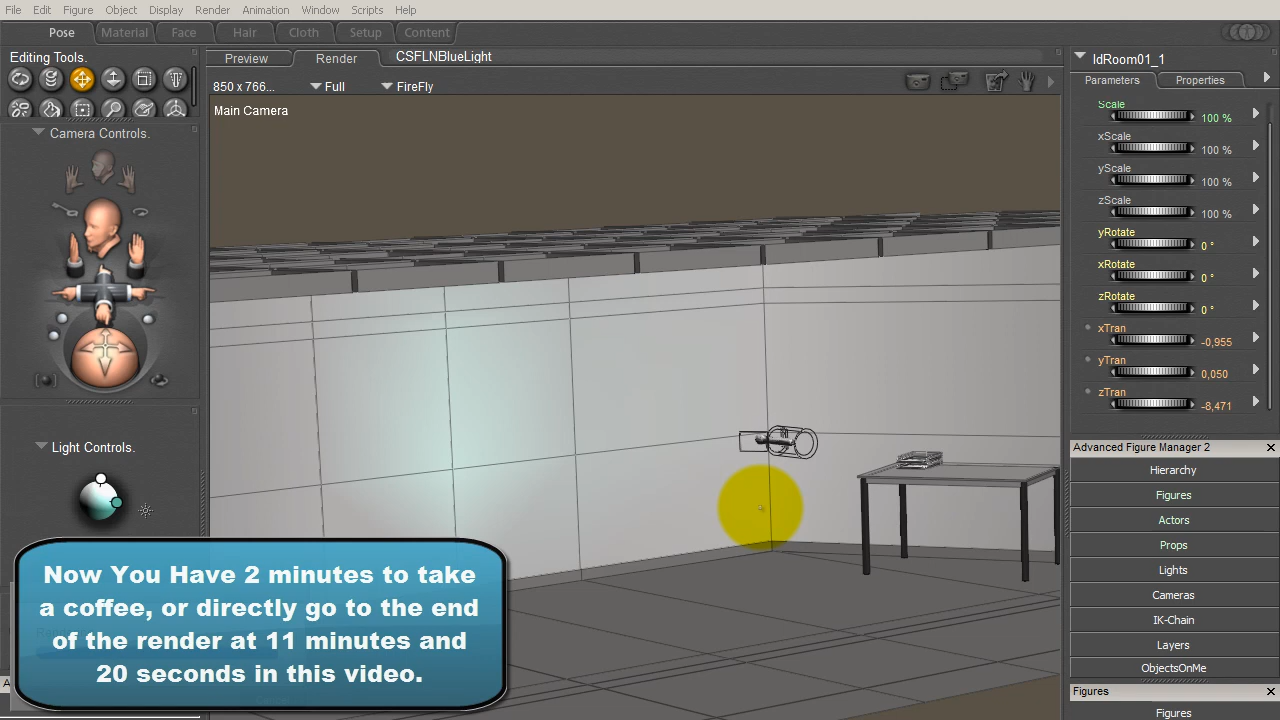 File Edit Figure Object Display Render Animation Window Scripts Help
Pose Material Face Hair Cloth Setup Content
Editing Tools.
Preview Render CSFLNBlueLight
850 x 766... Full FireFly
Main Camera
Camera Controls.
Light Controls.
Now You Have 2 minutes to take
a coffee, or directly go to the end
of the render at 11 minutes and
20 seconds in this video.
IdRoom01_1
Parameters Properties
Scale
100 %
xScale
100 %
yScale
100 %
zScale
100 %
yRotate
0 °
xRotate
0 °
zRotate
0 °
xTran
-0,955
yTran
0,050
zTran
-8,471
Advanced Figure Manager 2
Hierarchy
Figures
Actors
Props
Lights
Cameras
IK-Chain
Layers
ObjectsOnMe
Figures
Figures